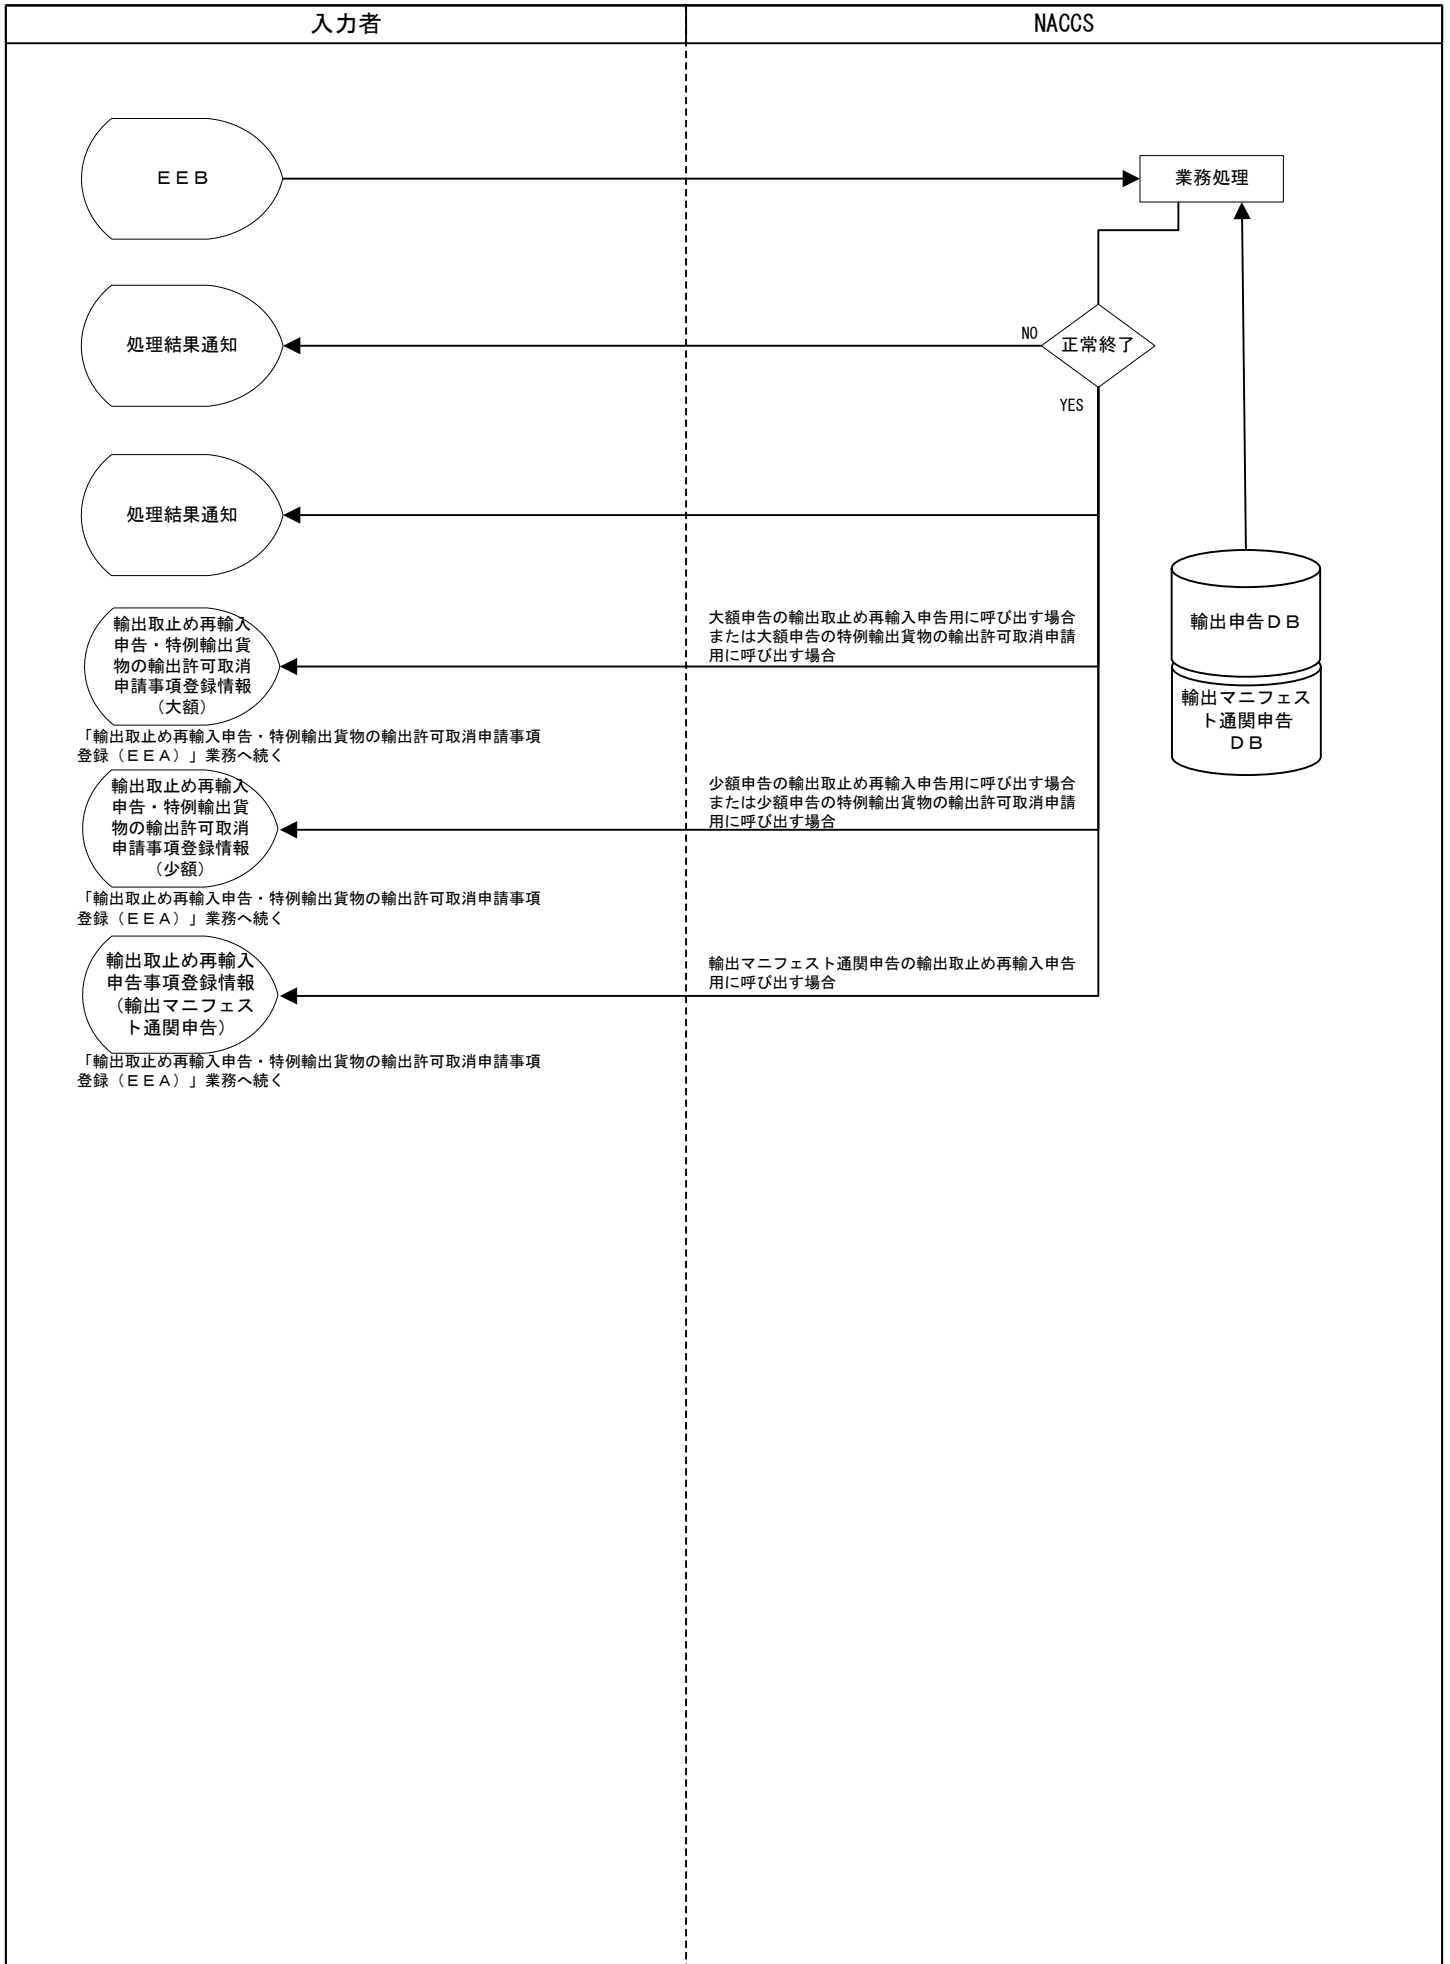 入力者
NACCS
ＥＥＢ
業務処理
処理結果通知
NO
正常終了
YES
処理結果通知
輸出取止め再輸入
申告・特例輸出貨
物の輸出許可取消
申請事項登録情報
（大額）
大額申告の輸出取止め再輸入申告用に呼び出す場合
または大額申告の特例輸出貨物の輸出許可取消申請
用に呼び出す場合
輸出申告ＤＢ
輸出マニフェス
ト通関申告
ＤＢ
「輸出取止め再輸入申告・特例輸出貨物の輸出許可取消申請事項
登録（ＥＥＡ）」業務へ続く
輸出取止め再輸入
申告・特例輸出貨
物の輸出許可取消
申請事項登録情報
（少額）
少額申告の輸出取止め再輸入申告用に呼び出す場合
または少額申告の特例輸出貨物の輸出許可取消申請
用に呼び出す場合
「輸出取止め再輸入申告・特例輸出貨物の輸出許可取消申請事項
登録（ＥＥＡ）」業務へ続く
輸出取止め再輸入
申告事項登録情報
（輸出マニフェス
ト通関申告）
輸出マニフェスト通関申告の輸出取止め再輸入申告
用に呼び出す場合
「輸出取止め再輸入申告・特例輸出貨物の輸出許可取消申請事項
登録（ＥＥＡ）」業務へ続く